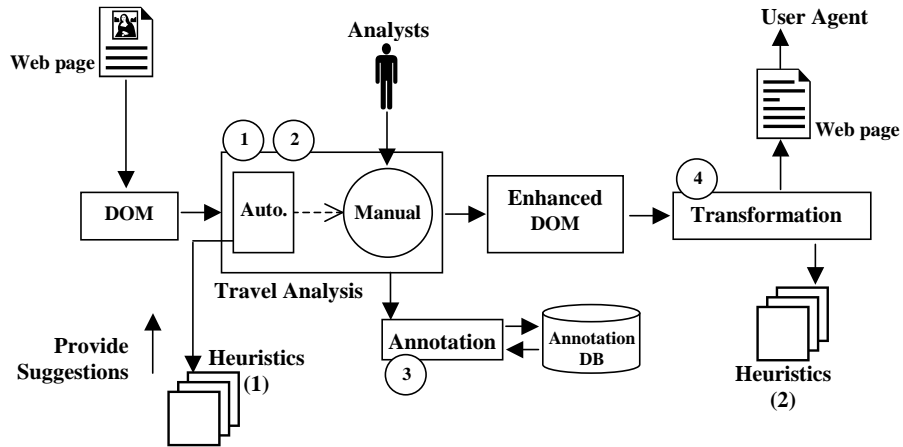 User Agent
Analysts
Web page
Web page
1
2
4
DOM
Auto.
Manual
Enhanced
DOM
Transformation
Travel Analysis
Annotation
Annotation
DB
3
Provide
Suggestions
Heuristics
(1)
Heuristics
(2)